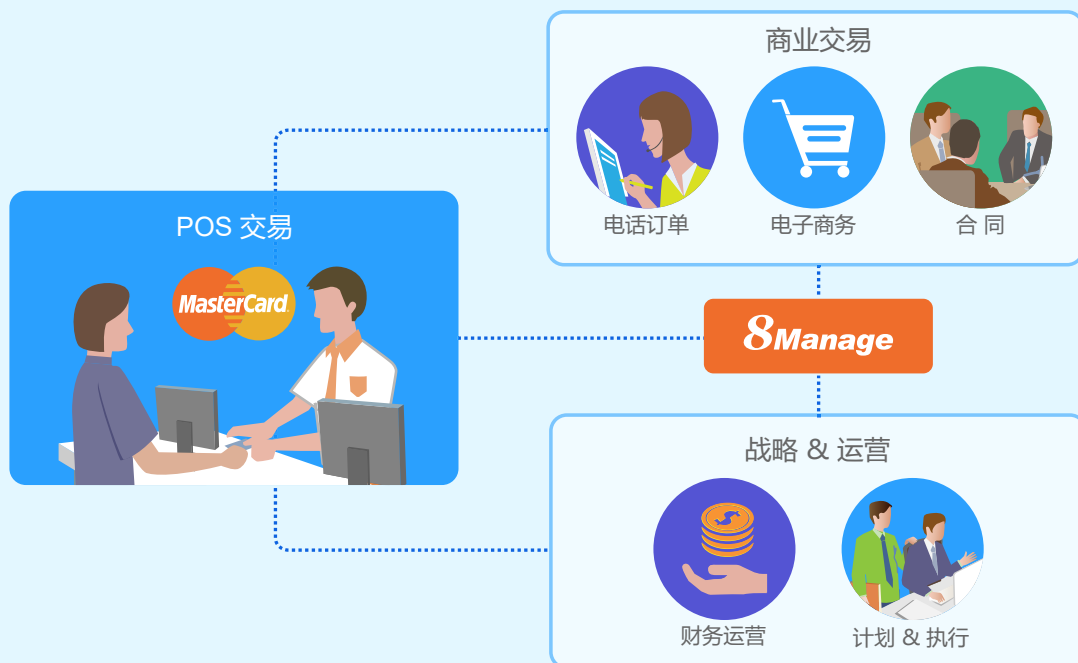 商业交易
电话订单
电子商务
合 同
POS 交易
MasterCard
8Manage
战略 & 运营
财务运营
计划 & 执行